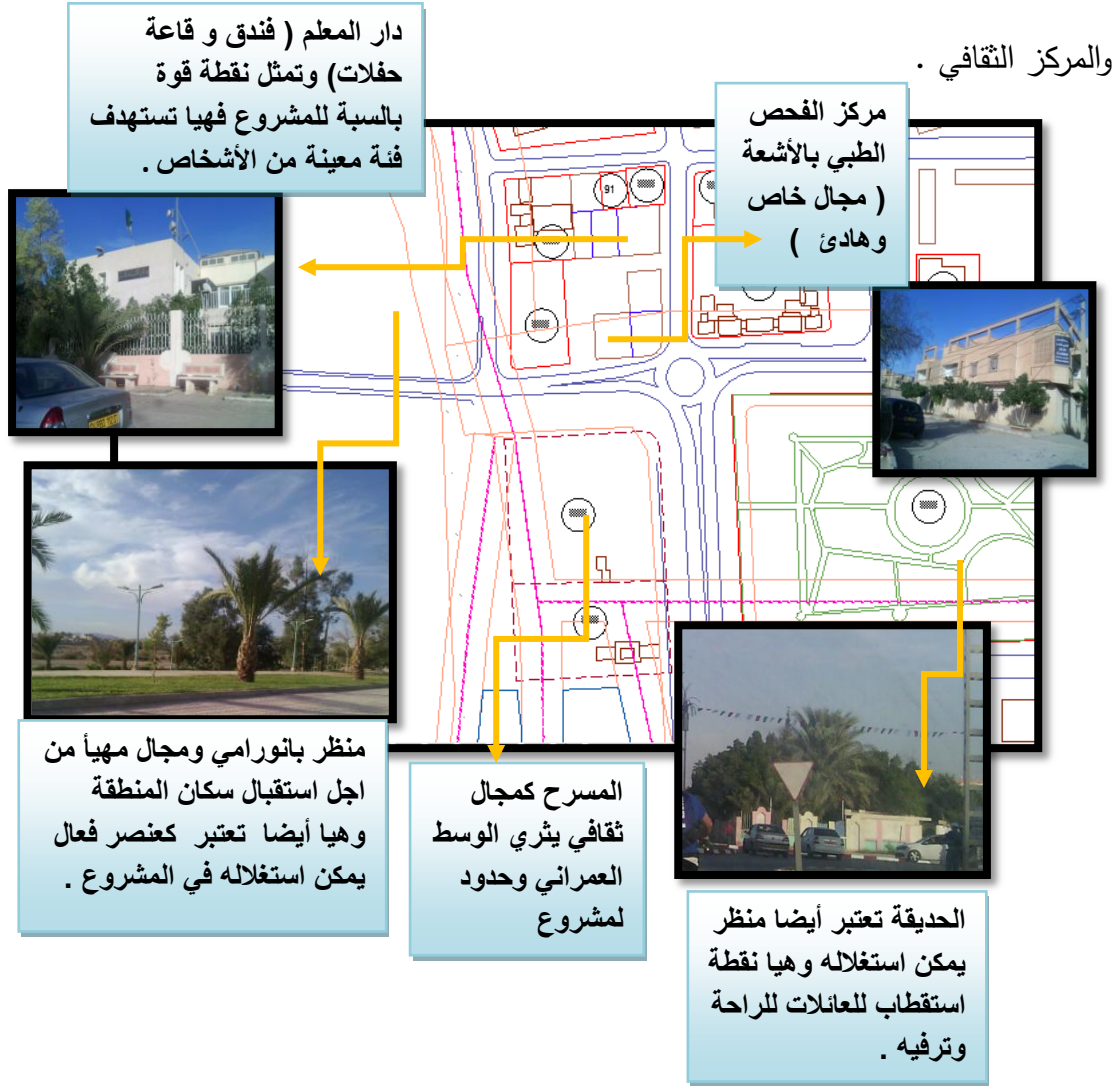 والمركز الثقافي .
دار المعلم ( فندق و قاعة
حفلات) وتمثل نقطة قوة
بالسبة للمشروع فهيا تستهدف
فئة معينة من الأشخاص .
مركز الفحص
الطبي بالأشعة
( مجال خاص
وهادئ )
91
منظر بانورامي ومجال مهيأ من
اجل استقبال سكان المنطقة
وهيا أيضا تعتبر كعنصر فعال
يمكن استغلاله في المشروع .
المسرح كمجال
ثقافي يثري الوسط
العمراني وحدود
لمشروع
الحديقة تعتبر أيضا منظر
يمكن استغلاله وهيا نقطة
استقطاب للعائلات للراحة
وترفيه .